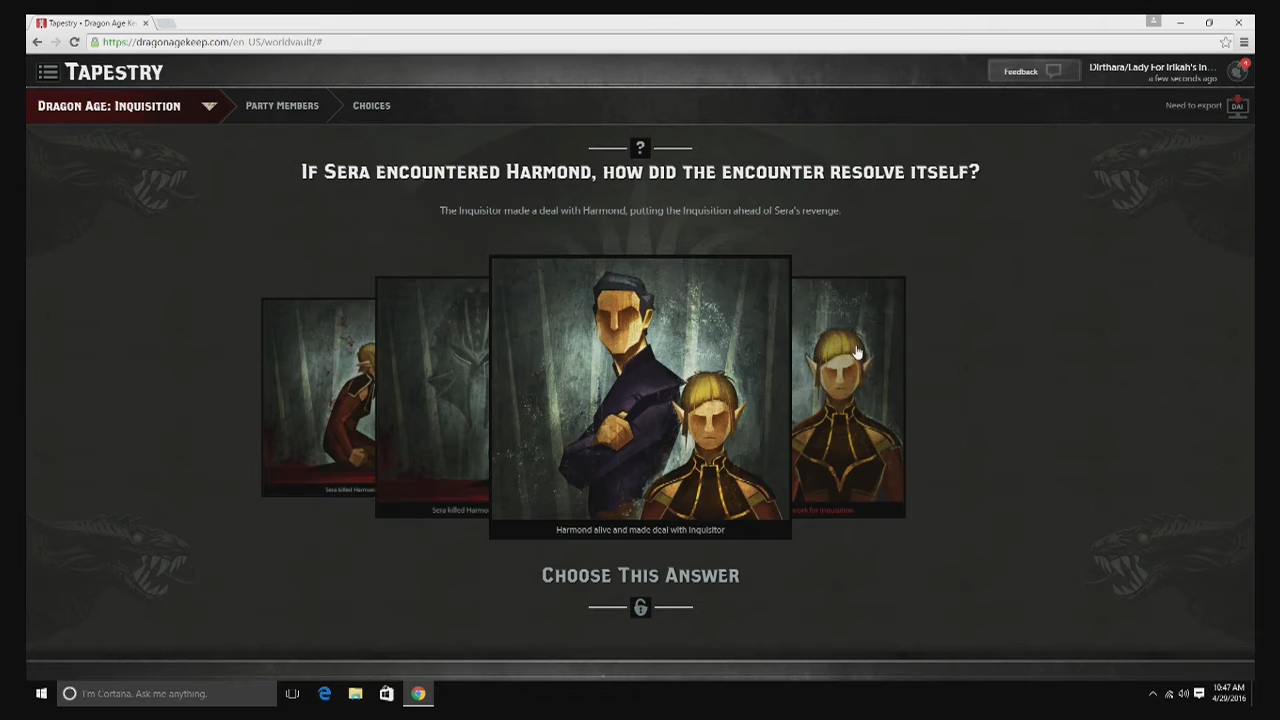 Tapestry • Dragon Age Ke
https://dragonagekeep.com/en_US/worldvault/#
TAPESTRY
Feedback
Dirthara/Lady For Irikah's In...
a few seconds ago
4
DRAGON AGE: INQUISITION
PARTY MEMBERS
CHOICES
Need to export
DAI
?
IF SERA ENCOUNTERED HARMOND, HOW DID THE ENCOUNTER RESOLVE ITSELF?
The Inquisitor made a deal with Harmond, putting the Inquisition ahead of Sera's revenge.
Sera killed Harmon
Sera killed Harmo
Harmond alive and made deal with Inquisitor
work for Inquisition
CHOOSE THIS ANSWER
I'm Cortana. Ask me anything.
10:47 AM
4/29/2016